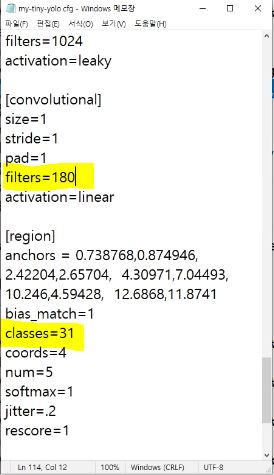 my-tiny-yolo.cfg - Windows 메모장
파일(F) 편집(E) 서식(O) 보기(V) 도움말(H)
filters=1024
activation=leaky
[convolutional]
size=1
stride=1
pad=1
filters=180
activation=linear
[region]
anchors = 0.738768,0.874946,
2.42204,2.65704, 4.30971,7.04493,
10.246,4.59428, 12.6868,11.8741
bias_match=1
classes=31
coords=4
num=5
softmax=1
jitter=.2
rescore=1
Ln 114, Col 12 100% Windows (CRLF) UTF-8